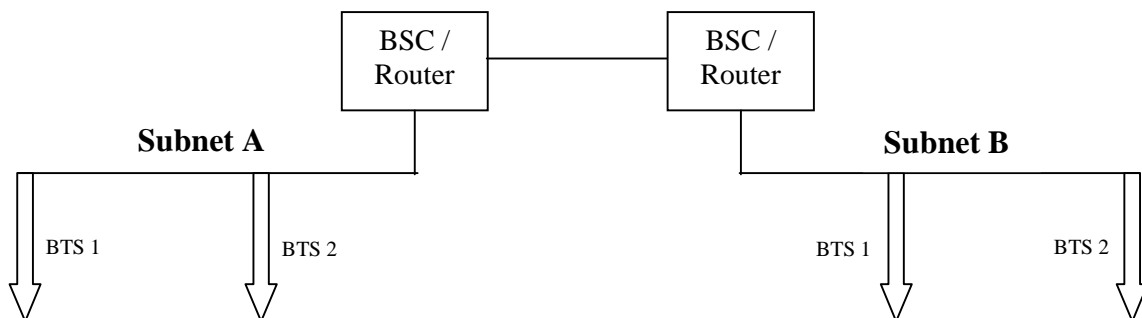 BSC /
Router
BSC /
Router
Subnet A
Subnet B
BTS 1
BTS 2
BTS 1
BTS 2